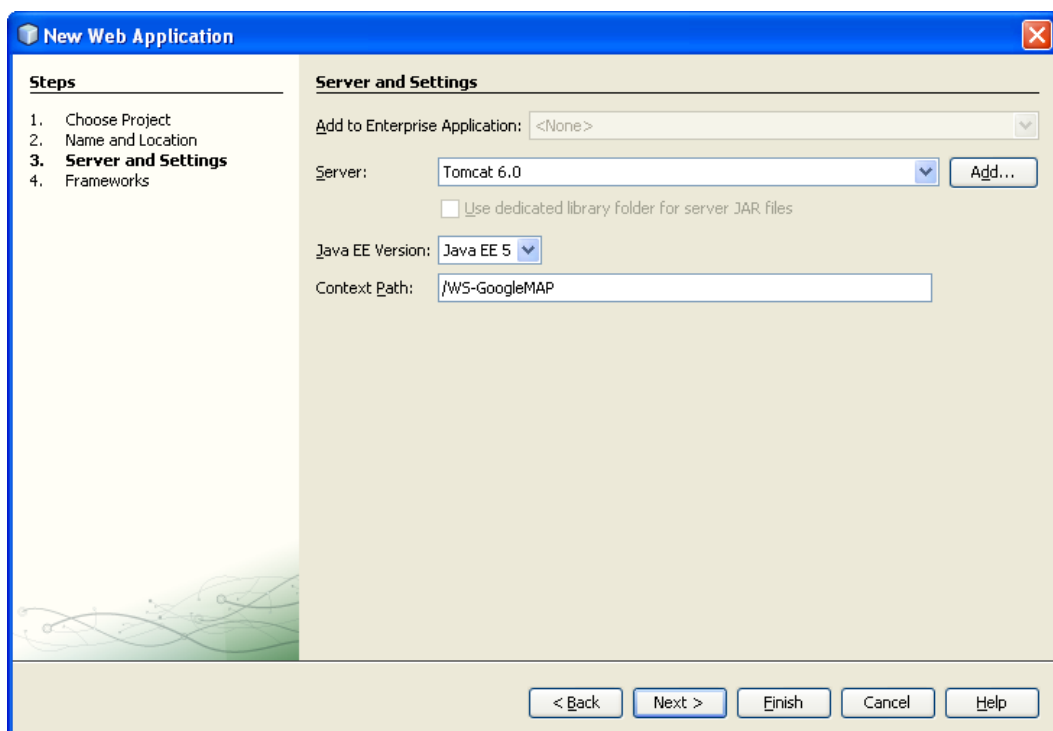 New Web Application
Steps
1. Choose Project
2. Name and Location
3. Server and Settings
4. Frameworks
Server and Settings
Add to Enterprise Application: <None>
Server: Tomcat 6.0 Add...
Use dedicated library folder for server JAR files
Java EE Version: Java EE 5
Context Path: /WS-GoogleMAP
< Back Next > Finish Cancel Help